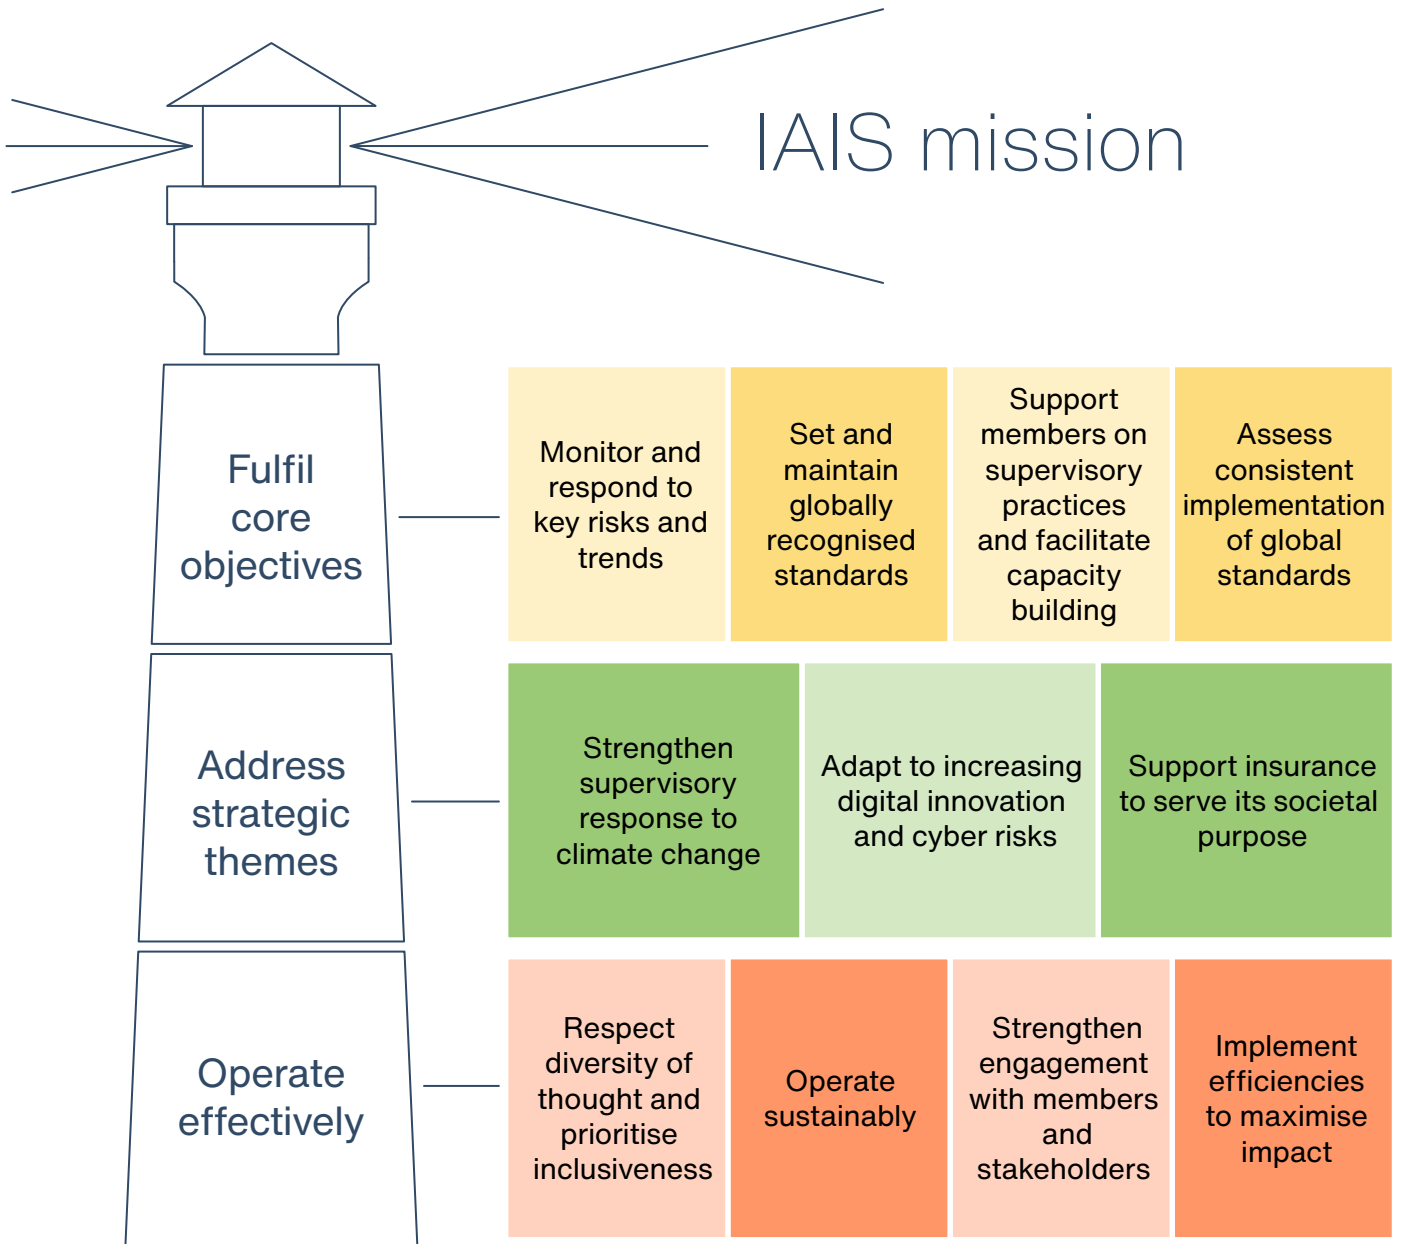 IAIS mission
Fulfil
core
objectives
Monitor and
respond to
key risks and
trends
Set and
maintain
globally
recognised
standards
Support
members on
supervisory
practices
and facilitate
capacity
building
Assess
consistent
implementation
of global
standards
Address
strategic
themes
Strengthen
supervisory
response to
climate change
Adapt to increasing
digital innovation
and cyber risks
Support insurance
to serve its societal
purpose
Operate
effectively
Respect
diversity of
thought and
prioritise
inclusiveness
Operate
sustainably
Strengthen
engagement
with members
and
stakeholders
Implement
efficiencies
to maximise
impact